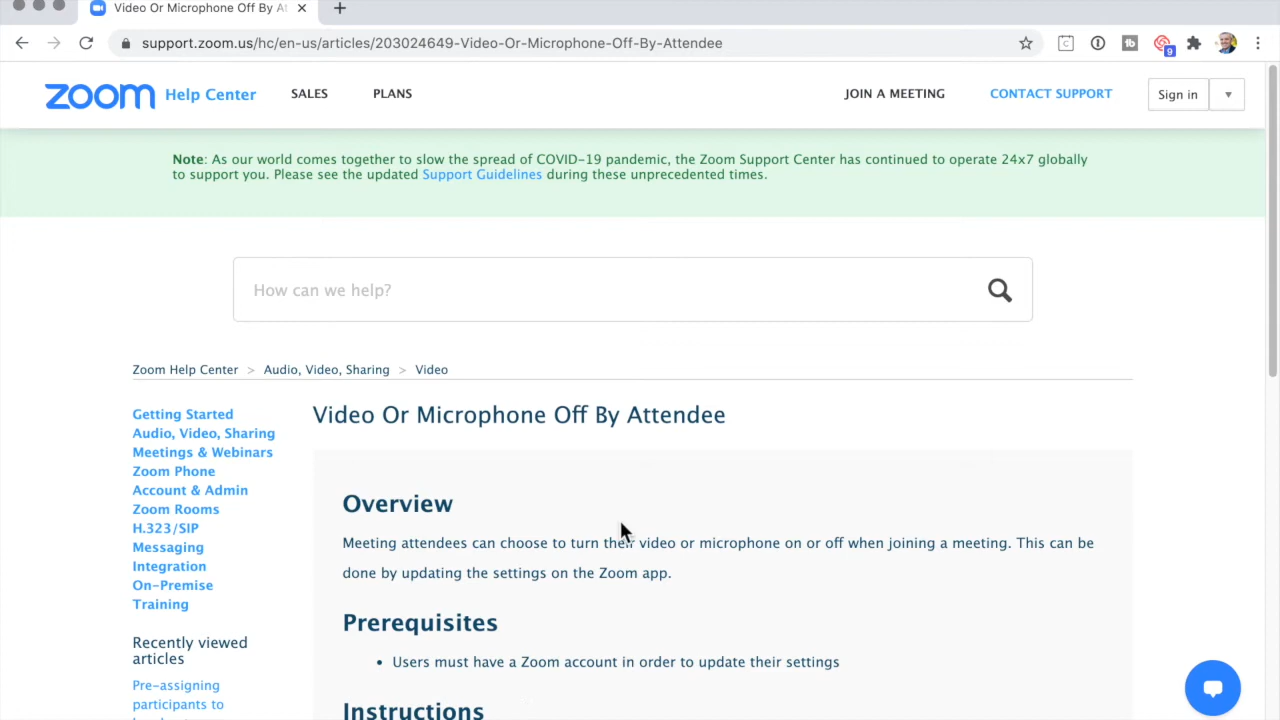 Video Or Microphone Off By At
support.zoom.us/hc/en-us/articles/203024649-Video-Or-Microphone-Off-By-Attendee
9
zoom Help Center SALES PLANS JOIN A MEETING CONTACT SUPPORT Sign in
Note: As our world comes together to slow the spread of COVID-19 pandemic, the Zoom Support Center has continued to operate 24x7 globally
to support you. Please see the updated Support Guidelines during these unprecedented times.
How can we help?
Zoom Help Center > Audio, Video, Sharing > Video
Getting Started
Audio, Video, Sharing
Meetings & Webinars
Zoom Phone
Account & Admin
Zoom Rooms
H.323/SIP
Messaging
Integration
On-Premise
Training
Recently viewed
articles
Pre-assigning
participants to
Video Or Microphone Off By Attendee
Overview
Meeting attendees can choose to turn their video or microphone on or off when joining a meeting. This can be
done by updating the settings on the Zoom app.
Prerequisites
• Users must have a Zoom account in order to update their settings
Instructions